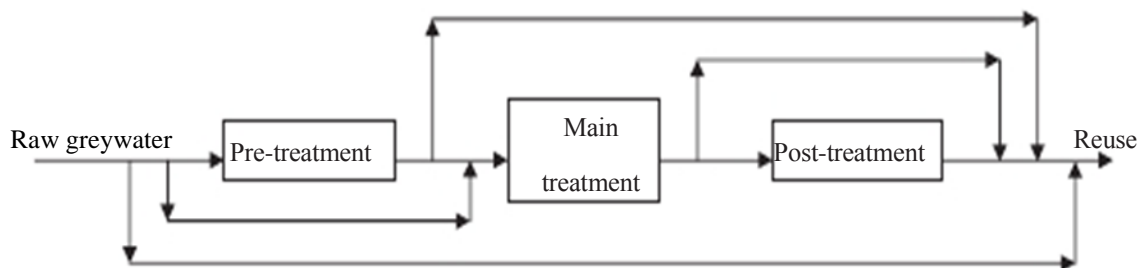 Raw greywater
Pre-treatment
Main
treatment
Post-treatment
Reuse